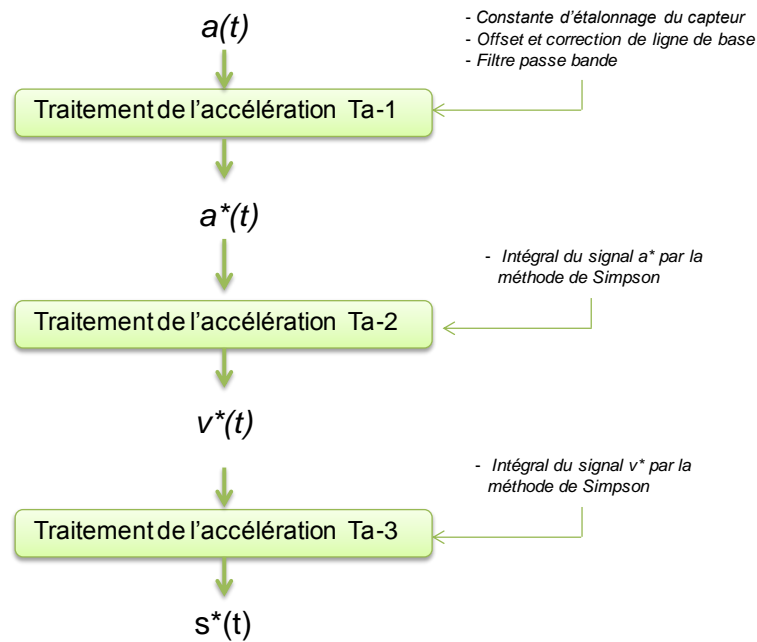 a(t)
- Constante d'étalonnage du capteur
- Offset et correction de ligne de base
- Filtre passe bande
Traitement de l'accélération Ta-1
a*(t)
- Intégral du signal a* par la
méthode de Simpson
Traitement de l'accélération Ta-2
v*(t)
- Intégral du signal v* par la
méthode de Simpson
Traitement de l'accélération Ta-3
s*(t)